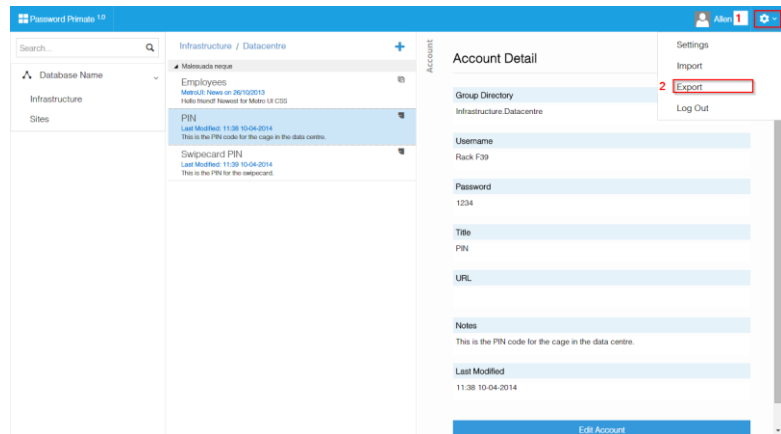 Password Primate 1.0
Allen 1
Search...
Database Name
Infrastructure
Sites
Infrastructure / Datacentre
Malesuada neque
Employees
MetroUI: News on 26/10/2013
Hello friend! Newest for Metro UI CSS
PIN
Last Modified: 11:38 10-04-2014
This is the PIN code for the cage in the data centre.
Swipecard PIN
Last Modified: 11:39 10-04-2014
This is the PIN for the swipecard.
Account
Account Detail
Group Directory
Infrastructure.Datacentre
Username
Rack F39
Password
1234
Title
PIN
URL
Notes
This is the PIN code for the cage in the data centre.
Last Modified
11:38 10-04-2014
Edit Account
Settings
Import
2 Export
Log Out